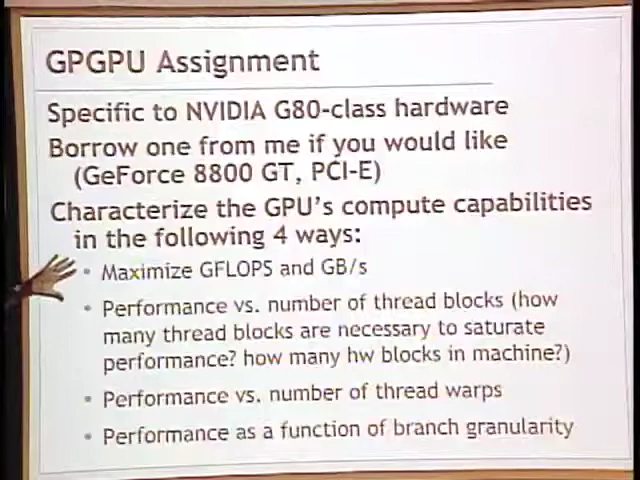 GPGPU Assignment
Specific to NVIDIA G80-class hardware
Borrow one from me if you would like
(GeForce 8800 GT, PCI-E)
Characterize the GPU's compute capabilities
in the following 4 ways:
• Maximize GFLOPS and GB/s
• Performance vs. number of thread blocks (how
many thread blocks are necessary to saturate
performance? how many hw blocks in machine?)
• Performance vs. number of thread warps
• Performance as a function of branch granularity